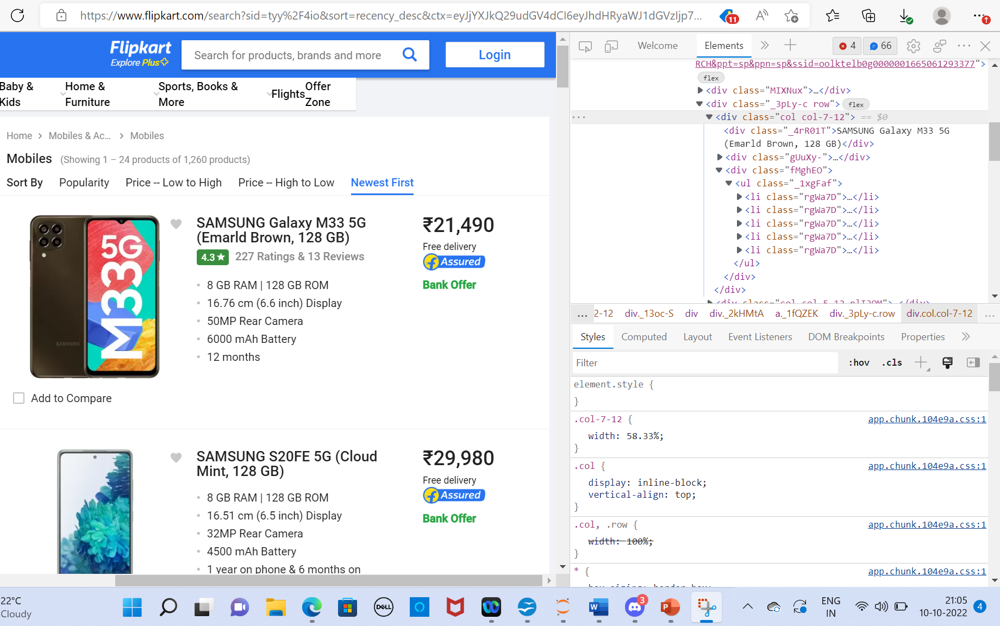 https://www.flipkart.com/search?sid=tyy%2F4io&sort=recency_desc&ctx=eyJjYXJkQ29udGV4dCI6eyJhdHRyaWJ1dGVzIjp7...
11
Flipkart
Explore Plus
Search for products, brands and more
Login
Baby & Kids
Home & Furniture
Sports, Books & More
Flights
Offer Zone
Home > Mobiles & Ac... > Mobiles
Mobiles (Showing 1 – 24 products of 1,260 products)
Sort By Popularity Price -- Low to High Price -- High to Low Newest First
5G
M33
SAMSUNG
SAMSUNG Galaxy M33 5G
(Emarld Brown, 128 GB)
4.3★ 227 Ratings & 13 Reviews
8 GB RAM | 128 GB ROM
16.76 cm (6.6 inch) Display
50MP Rear Camera
6000 mAh Battery
12 months
₹21,490
Free delivery
Assured
Bank Offer
Add to Compare
SAMSUNG S20FE 5G (Cloud
Mint, 128 GB)
8 GB RAM | 128 GB ROM
16.51 cm (6.5 inch) Display
32MP Rear Camera
4500 mAh Battery
1 year on phone & 6 months on
₹29,980
Free delivery
Assured
Bank Offer
Welcome Elements 4 66
RCH&ppt=sp&ppn=sp&ssid=oolktelb0g0000001665061293377">
flex
<div class="MIXNux">…</div>
<div class="_3pLy-c row"> flex
<div class="col col-7-12"> == $0
<div class="_4rR01T">SAMSUNG Galaxy M33 5G
(Emarld Brown, 128 GB)</div>
<div class="gUuXy-">…</div>
<div class="fMghEO">
<ul class="_1xgFaf">
<li class="rgWa7D">…</li>
<li class="rgWa7D">…</li>
<li class="rgWa7D">…</li>
<li class="rgWa7D">…</li>
<li class="rgWa7D">…</li>
</ul>
</div>
</div>
<div class="col col-5-12 nlI3QM">…</div>
... 2-12 div._13oc-S div div._2kHMtA a._1fQZEK div._3pLy-c.row div.col.col-7-12 ...
Styles Computed Layout Event Listeners DOM Breakpoints Properties
Filter :hov .cls
element.style {
}
.col-7-12 { app.chunk.104e9a.css:1
width: 58.33%;
}
.col { app.chunk.104e9a.css:1
display: inline-block;
vertical-align: top;
}
.col, .row { app.chunk.104e9a.css:1
width: 100%;
}
* { app.chunk.104e9a.css:1
box-sizing: border-box;
22°C
Cloudy
DELL
W
3
P
ENG
IN
21:05
10-10-2022
4